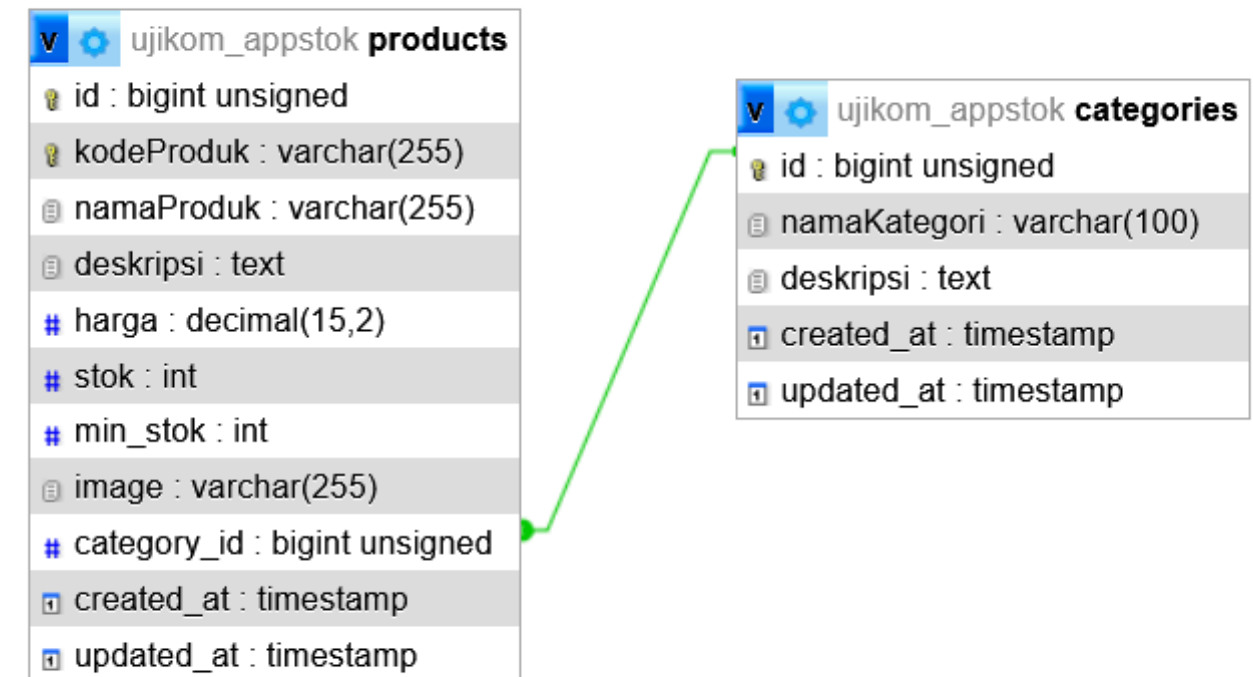 v ujikom_appstok products
id : bigint unsigned
kodeProduk : varchar(255)
namaProduk : varchar(255)
deskripsi : text
# harga : decimal(15,2)
# stok : int
# min_stok : int
image : varchar(255)
# category_id : bigint unsigned
created_at : timestamp
updated_at : timestamp
v ujikom_appstok categories
id : bigint unsigned
namaKategori : varchar(100)
deskripsi : text
created_at : timestamp
updated_at : timestamp